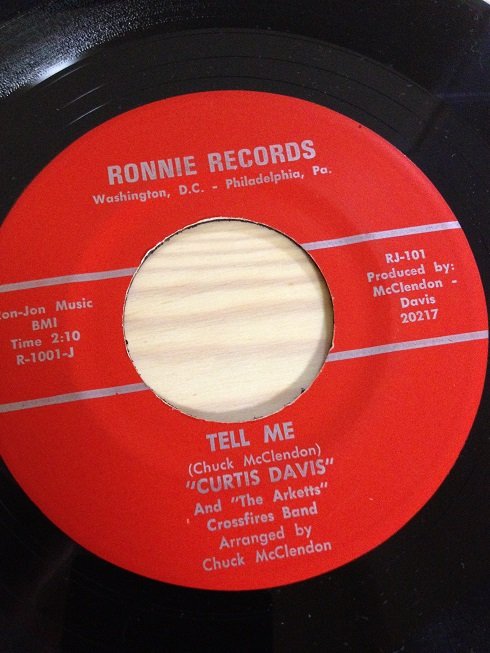 RONNIE RECORDS
Washington, D.C. - Philadelphia, Pa.
Ron-Jon Music
BMI
Time 2:10
R-1001-J
RJ-101
Produced by:
McClendon -
Davis
20217
TELL ME
(Chuck McClendon)
"CURTIS DAVIS"
And "The Arketts"
Crossfires Band
Arranged by
Chuck McClendon